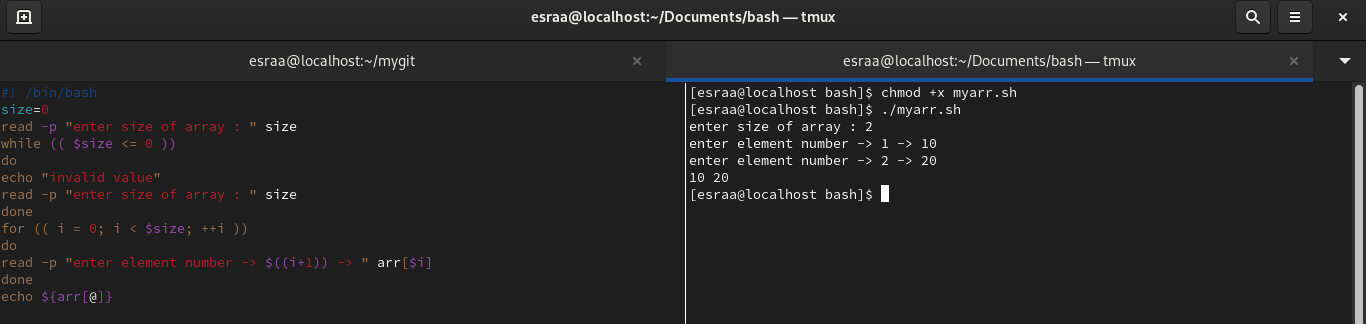 esraa@localhost:~/Documents/bash — tmux
esraa@localhost:~/mygit
esraa@localhost:~/Documents/bash — tmux
#! /bin/bash
size=0
read -p "enter size of array : " size
while (( $size <= 0 ))
do
echo "invalid value"
read -p "enter size of array : " size
done
for (( i = 0; i < $size; ++i ))
do
read -p "enter element number -> $((i+1)) -> " arr[$i]
done
echo ${arr[@]}
[esraa@localhost bash]$ chmod +x myarr.sh
[esraa@localhost bash]$ ./myarr.sh
enter size of array : 2
enter element number -> 1 -> 10
enter element number -> 2 -> 20
10 20
[esraa@localhost bash]$